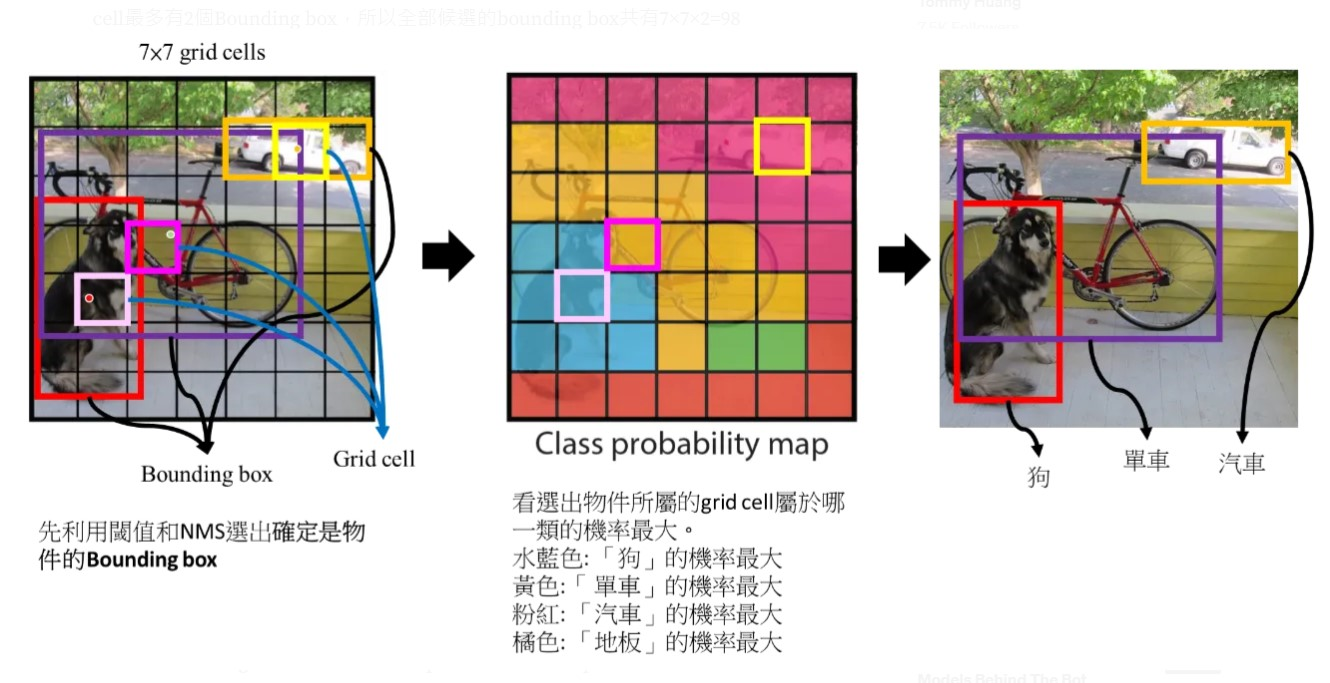 cell最多有2個Bounding box，所以全部候選的bounding box共有7×7×2=98
Tommy Huang
7×7 grid cells
Class probability map
Grid cell
Bounding box
狗
單車
汽車
先利用閾值和NMS選出確定是物
件的Bounding box
看選出物件所屬的grid cell屬於哪
一類的機率最大。
水藍色:「狗」的機率最大
黃色:「單車」的機率最大
粉紅:「汽車」的機率最大
橘色:「地板」的機率最大
Models Behind The Bot